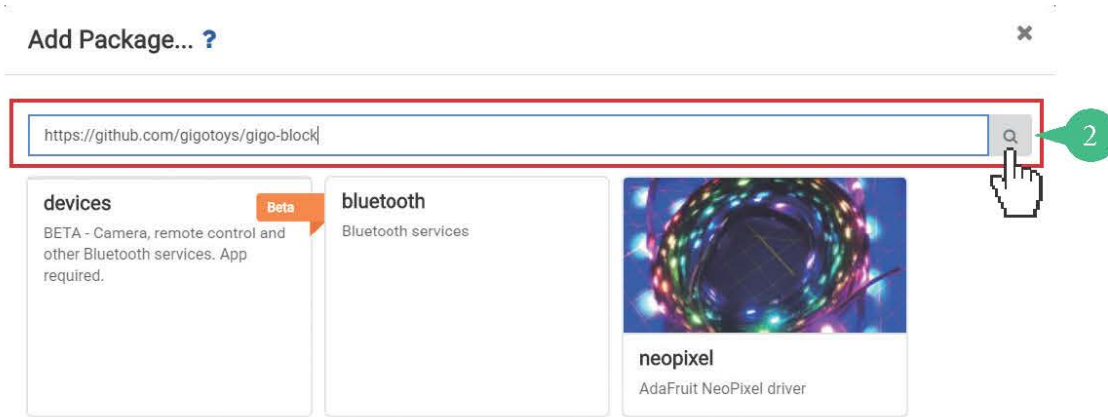 Add Package... ?
https://github.com/gigotoys/gigo-block
2
devices
Beta
BETA - Camera, remote control and
other Bluetooth services. App
required.
bluetooth
Bluetooth services
neopixel
AdaFruit NeoPixel driver